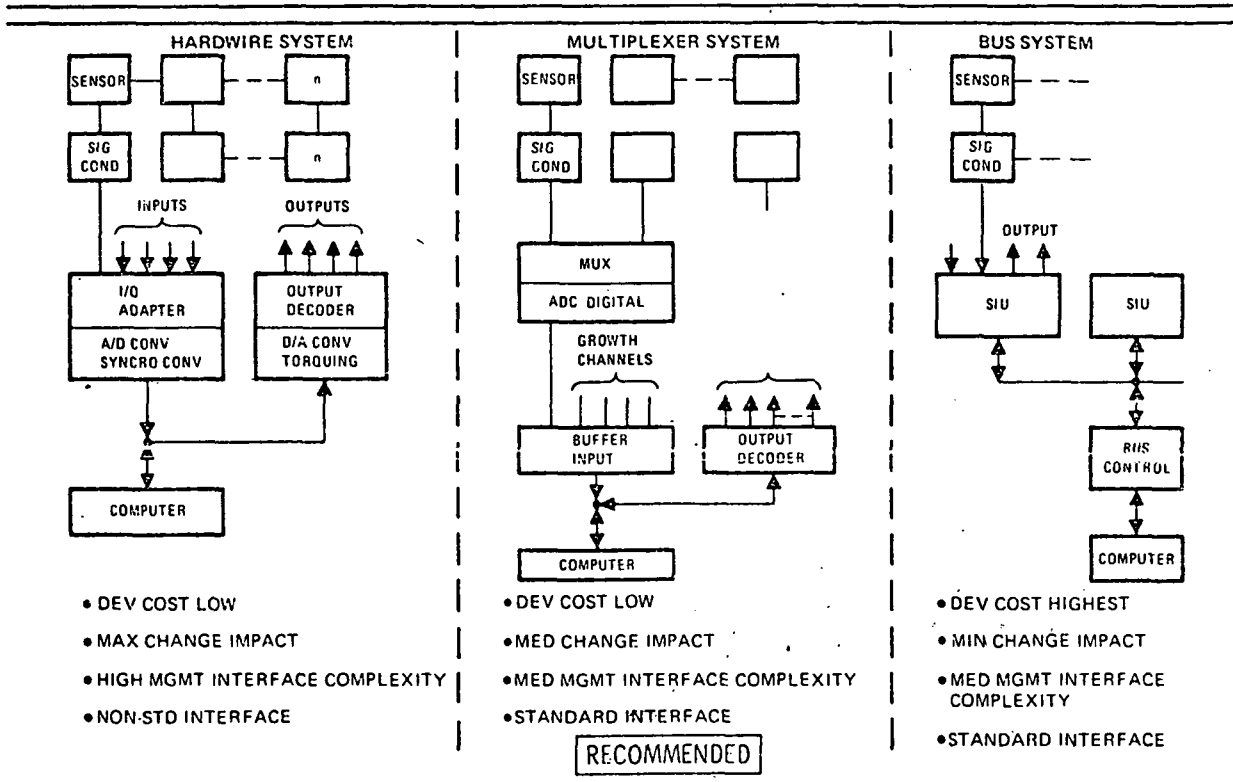 HARDWIRE SYSTEM
SENSOR
n
SIG
COND
n
INPUTS
OUTPUTS
I/O
ADAPTER
A/D CONV
SYNCRO CONV
OUTPUT
DECODER
D/A CONV
TORQUING
COMPUTER
• DEV COST LOW
• MAX CHANGE IMPACT
• HIGH MGMT INTERFACE COMPLEXITY
• NON-STD INTERFACE
MULTIPLEXER SYSTEM
SENSOR
SIG
COND
MUX
ADC DIGITAL
GROWTH
CHANNELS
BUFFER
INPUT
OUTPUT
DECODER
COMPUTER
• DEV COST LOW
• MED CHANGE IMPACT
• MED MGMT INTERFACE COMPLEXITY
• STANDARD INTERFACE
RECOMMENDED
BUS SYSTEM
SENSOR
SIG
COND
OUTPUT
SIU
SIU
BUS
CONTROL
COMPUTER
• DEV COST HIGHEST
• MIN CHANGE IMPACT
• MED MGMT INTERFACE
COMPLEXITY
• STANDARD INTERFACE